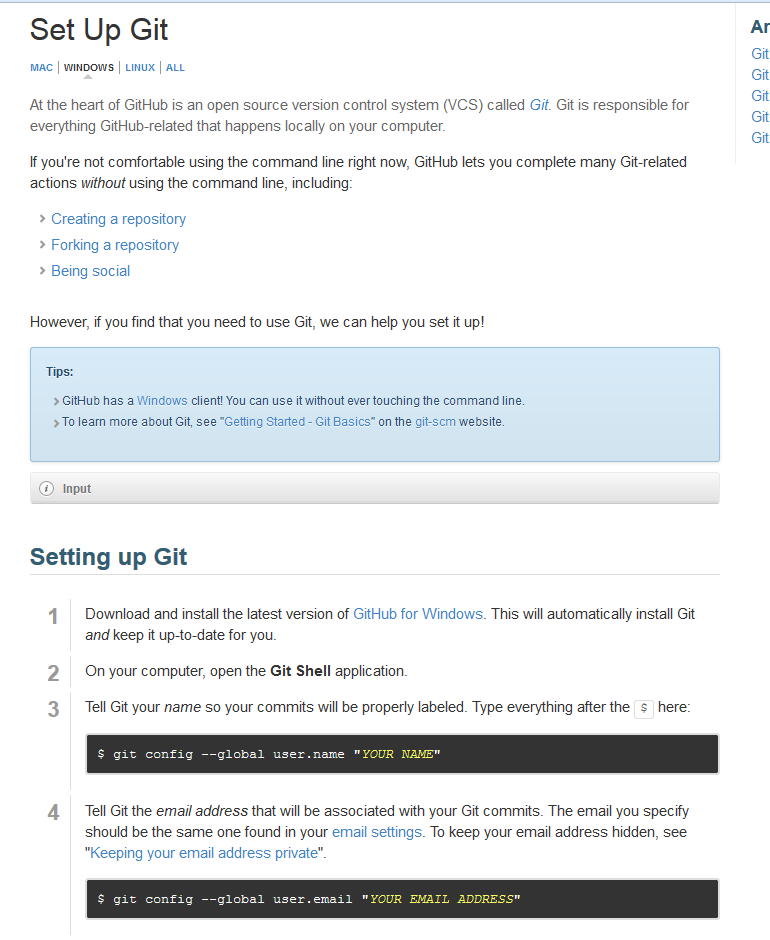 Set Up Git
MAC | WINDOWS | LINUX | ALL
At the heart of GitHub is an open source version control system (VCS) called Git. Git is responsible for
everything GitHub-related that happens locally on your computer.
If you're not comfortable using the command line right now, GitHub lets you complete many Git-related
actions without using the command line, including:
Creating a repository
Forking a repository
Being social
However, if you find that you need to use Git, we can help you set it up!
Tips:
GitHub has a Windows client! You can use it without ever touching the command line.
To learn more about Git, see "Getting Started - Git Basics" on the git-scm website.
i Input
Setting up Git
1 Download and install the latest version of GitHub for Windows. This will automatically install Git
and keep it up-to-date for you.
2 On your computer, open the Git Shell application.
3 Tell Git your name so your commits will be properly labeled. Type everything after the $ here:
$ git config --global user.name "YOUR NAME"
4 Tell Git the email address that will be associated with your Git commits. The email you specify
should be the same one found in your email settings. To keep your email address hidden, see
"Keeping your email address private".
$ git config --global user.email "YOUR EMAIL ADDRESS"
Git
Git
Git
Git
Git